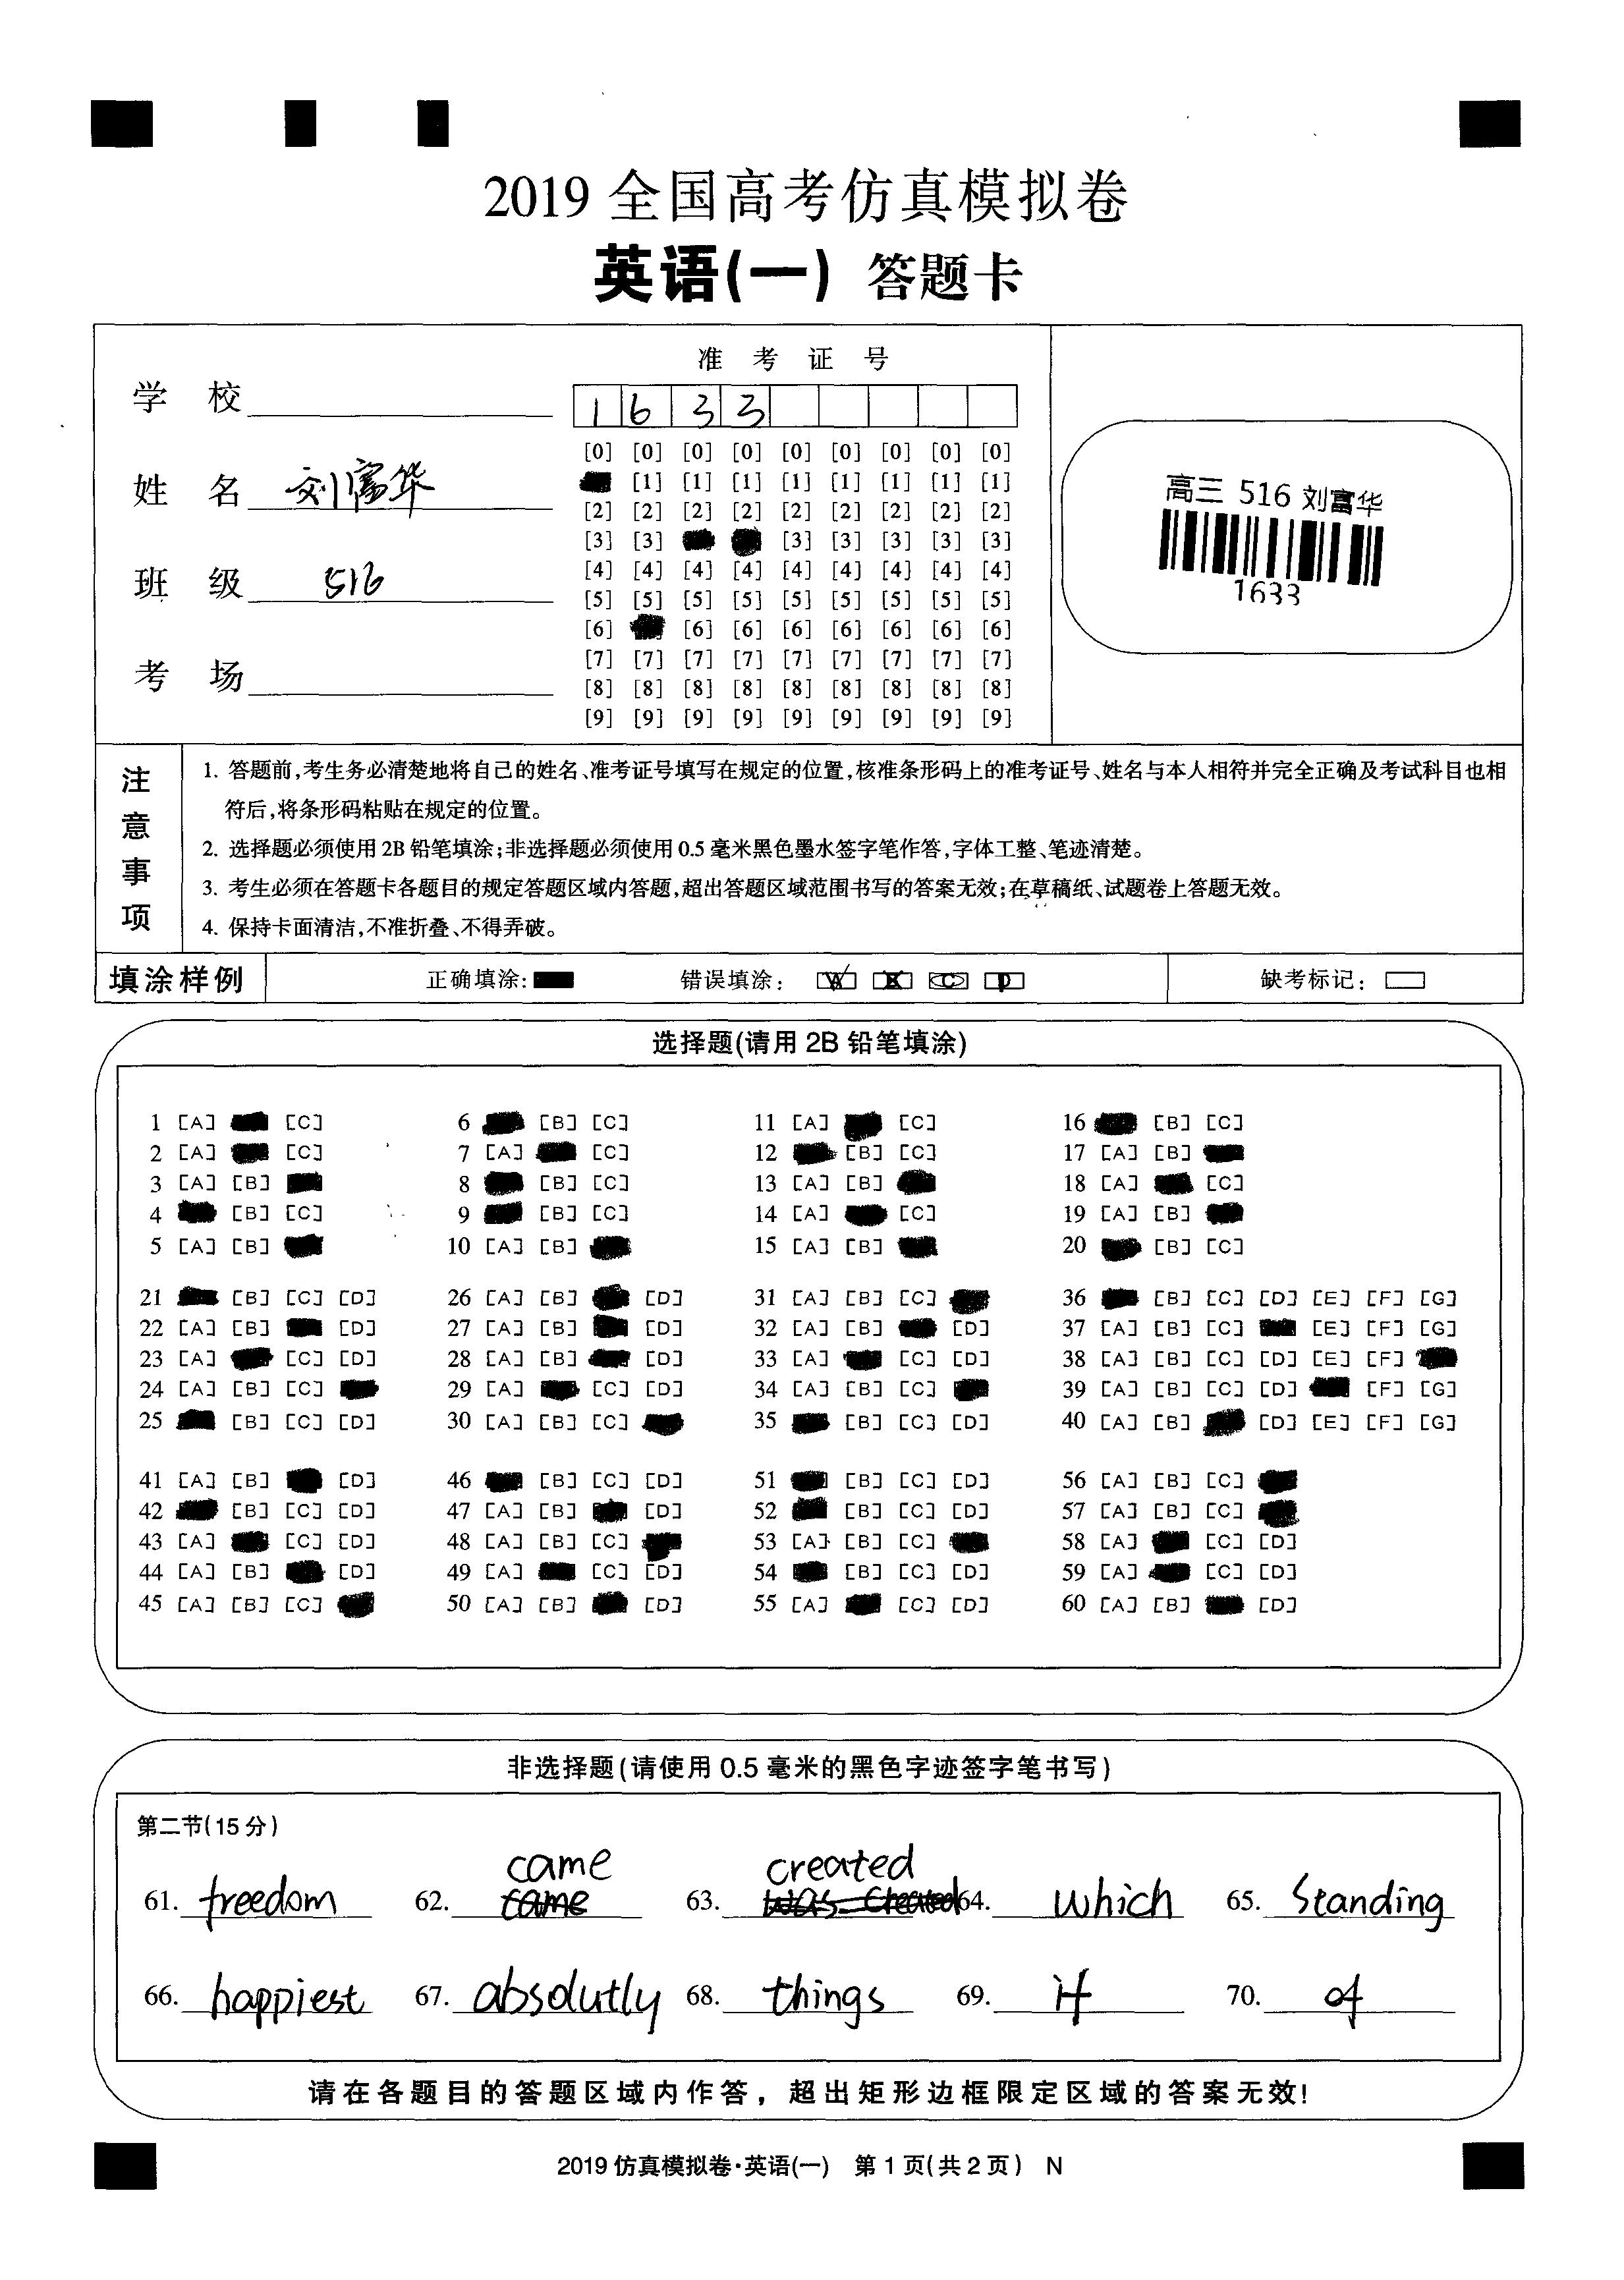 2019 全国高考仿真模拟卷
英语(一) 答题卡
准 考 证 号
学 校
1 6 3 3
姓 名 刘富华
班 级 516
考 场
[0] [0] [0] [0] [0] [0] [0] [0] [0]
[1] [1] [1] [1] [1] [1] [1] [1]
[2] [2] [2] [2] [2] [2] [2] [2] [2]
[3] [3] [3] [3] [3] [3] [3]
[4] [4] [4] [4] [4] [4] [4] [4] [4]
[5] [5] [5] [5] [5] [5] [5] [5] [5]
[6] [6] [6] [6] [6] [6] [6] [6]
[7] [7] [7] [7] [7] [7] [7] [7] [7]
[8] [8] [8] [8] [8] [8] [8] [8] [8]
[9] [9] [9] [9] [9] [9] [9] [9] [9]
高三 516 刘富华
1633
注意事项
1. 答题前,考生务必清楚地将自己的姓名、准考证号填写在规定的位置,核准条形码上的准考证号、姓名与本人相符并完全正确及考试科目也相
符后,将条形码粘贴在规定的位置。
2. 选择题必须使用 2B 铅笔填涂;非选择题必须使用 0.5 毫米黑色墨水签字笔作答,字体工整、笔迹清楚。
3. 考生必须在答题卡各题目的规定答题区域内答题,超出答题区域范围书写的答案无效;在草稿纸、试题卷上答题无效。
4. 保持卡面清洁,不准折叠、不得弄破。
填涂样例 正确填涂: 错误填涂: A B C D 缺考标记:
选择题(请用 2B 铅笔填涂)
1 [A] [C] 6 [B] [C] 11 [A] [C] 16 [B] [C]
2 [A] [C] 7 [A] [C] 12 [B] [C] 17 [A] [B]
3 [A] [B] 8 [B] [C] 13 [A] [B] 18 [A] [C]
4 [B] [C] 9 [B] [C] 14 [A] [C] 19 [A] [B]
5 [A] [B] 10 [A] [B] 15 [A] [B] 20 [B] [C]
21 [B] [C] [D] 26 [A] [B] [D] 31 [A] [B] [C] 36 [B] [C] [D] [E] [F] [G]
22 [A] [B] [D] 27 [A] [B] [D] 32 [A] [B] [D] 37 [A] [B] [C] [E] [F] [G]
23 [A] [C] [D] 28 [A] [B] [D] 33 [A] [C] [D] 38 [A] [B] [C] [D] [E] [F]
24 [A] [B] [C] 29 [A] [C] [D] 34 [A] [B] [C] 39 [A] [B] [C] [D] [F] [G]
25 [B] [C] [D] 30 [A] [B] [C] 35 [B] [C] [D] 40 [A] [B] [D] [E] [F] [G]
41 [A] [B] [D] 46 [B] [C] [D] 51 [B] [C] [D] 56 [A] [B] [C]
42 [B] [C] [D] 47 [A] [B] [D] 52 [B] [C] [D] 57 [A] [B] [C]
43 [A] [C] [D] 48 [A] [B] [C] 53 [A] [B] [C] 58 [A] [C] [D]
44 [A] [B] [D] 49 [A] [C] [D] 54 [B] [C] [D] 59 [A] [C] [D]
45 [A] [B] [C] 50 [A] [B] [D] 55 [A] [C] [D] 60 [A] [B] [D]
非选择题(请使用 0.5 毫米的黑色字迹签字笔书写)
第二节(15 分)
came created
61. freedom 62. came 63. was created 64. which 65. standing
66. happiest 67. absolutly 68. things 69. if 70. of
请在各题目的答题区域内作答，超出矩形边框限定区域的答案无效!
2019 仿真模拟卷·英语(一) 第 1 页(共 2 页) N